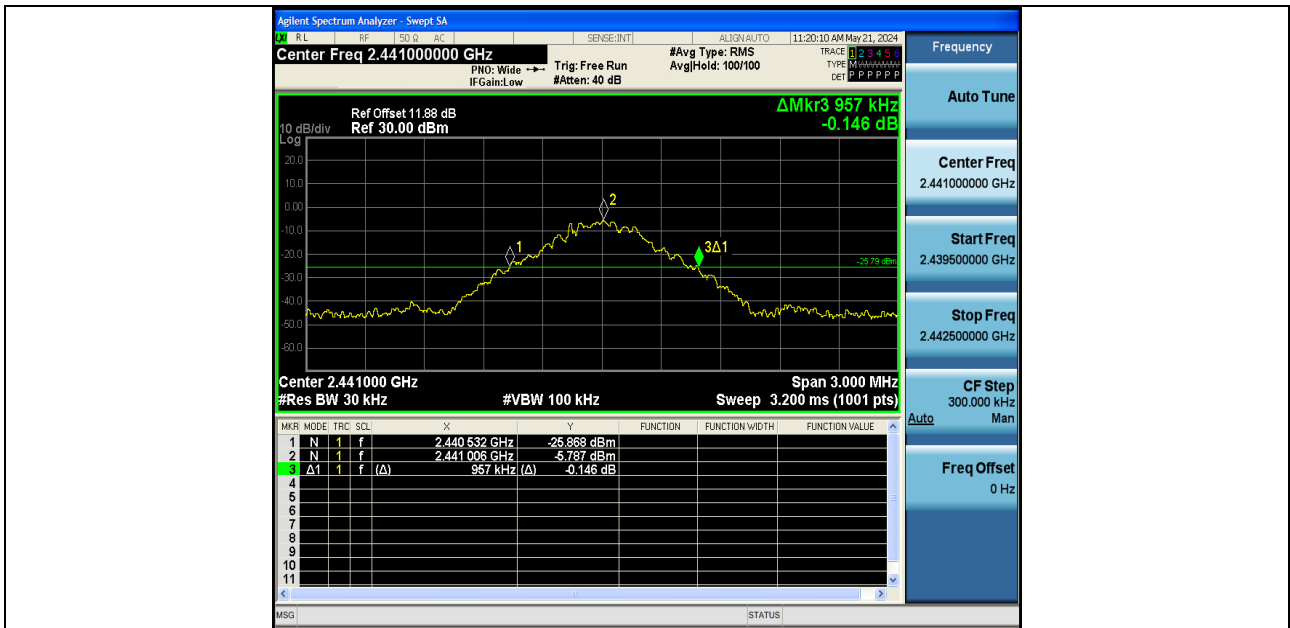 Agilent Spectrum Analyzer - Swept SA
LXI RL RF 50 Ω AC SENSE:INT ALIGN AUTO 11:20:10 AM May 21, 2024
Center Freq 2.441000000 GHz
PNO: Wide
IFGain:Low
Trig: Free Run
#Atten: 40 dB
#Avg Type: RMS
Avg|Hold: 100/100
TRACE 1 2 3 4 5 6
TYPE M W W W W W
DET P P P P P P
ΔMkr3 957 kHz
-0.146 dB
Ref Offset 11.88 dB
10 dB/div Ref 30.00 dBm
Log
20.0
10.0
0.00
-10.0
-20.0
-30.0
-40.0
-50.0
-60.0
1
2
3Δ1
-25.79 dBm
Center 2.441000 GHz Span 3.000 MHz
#Res BW 30 kHz #VBW 100 kHz Sweep 3.200 ms (1001 pts)
MKR MODE TRC SCL X Y FUNCTION FUNCTION WIDTH FUNCTION VALUE
1 N 1 f 2.440 532 GHz -25.868 dBm
2 N 1 f 2.441 006 GHz -5.787 dBm
3 Δ1 1 f (Δ) 957 kHz (Δ) -0.146 dB
4
5
6
7
8
9
10
11
MSG STATUS
Frequency
Auto Tune
Center Freq
2.441000000 GHz
Start Freq
2.439500000 GHz
Stop Freq
2.442500000 GHz
CF Step
300.000 kHz
Auto Man
Freq Offset
0 Hz